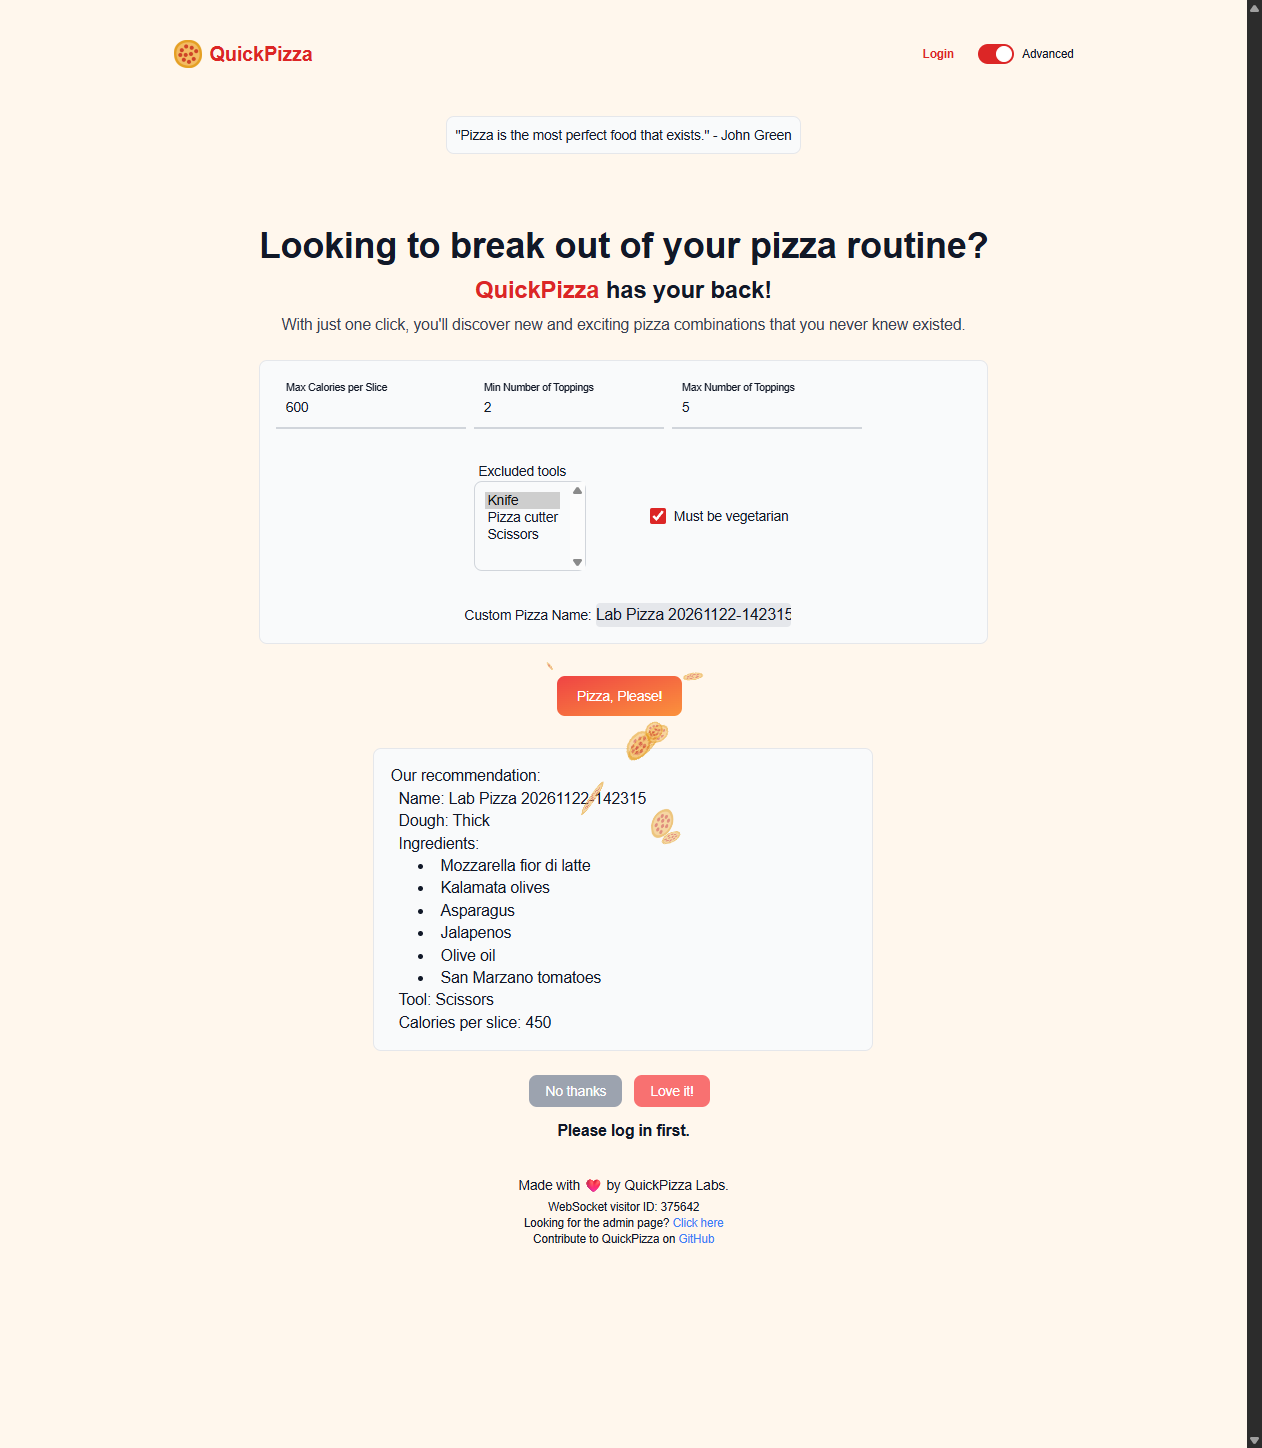 QuickPizza
Login
Advanced
"Pizza is the most perfect food that exists." - John Green
Looking to break out of your pizza routine?
QuickPizza has your back!
With just one click, you'll discover new and exciting pizza combinations that you never knew existed.
Max Calories per Slice
600
Min Number of Toppings
2
Max Number of Toppings
5
Excluded tools
Knife
Pizza cutter
Scissors
Must be vegetarian
Custom Pizza Name: Lab Pizza 20261122-142315
Pizza, Please!
Our recommendation:
Name: Lab Pizza 20261122-142315
Dough: Thick
Ingredients:
Mozzarella fior di latte
Kalamata olives
Asparagus
Jalapenos
Olive oil
San Marzano tomatoes
Tool: Scissors
Calories per slice: 450
No thanks
Love it!
Please log in first.
Made with ❤ by QuickPizza Labs.
WebSocket visitor ID: 375642
Looking for the admin page? Click here
Contribute to QuickPizza on GitHub